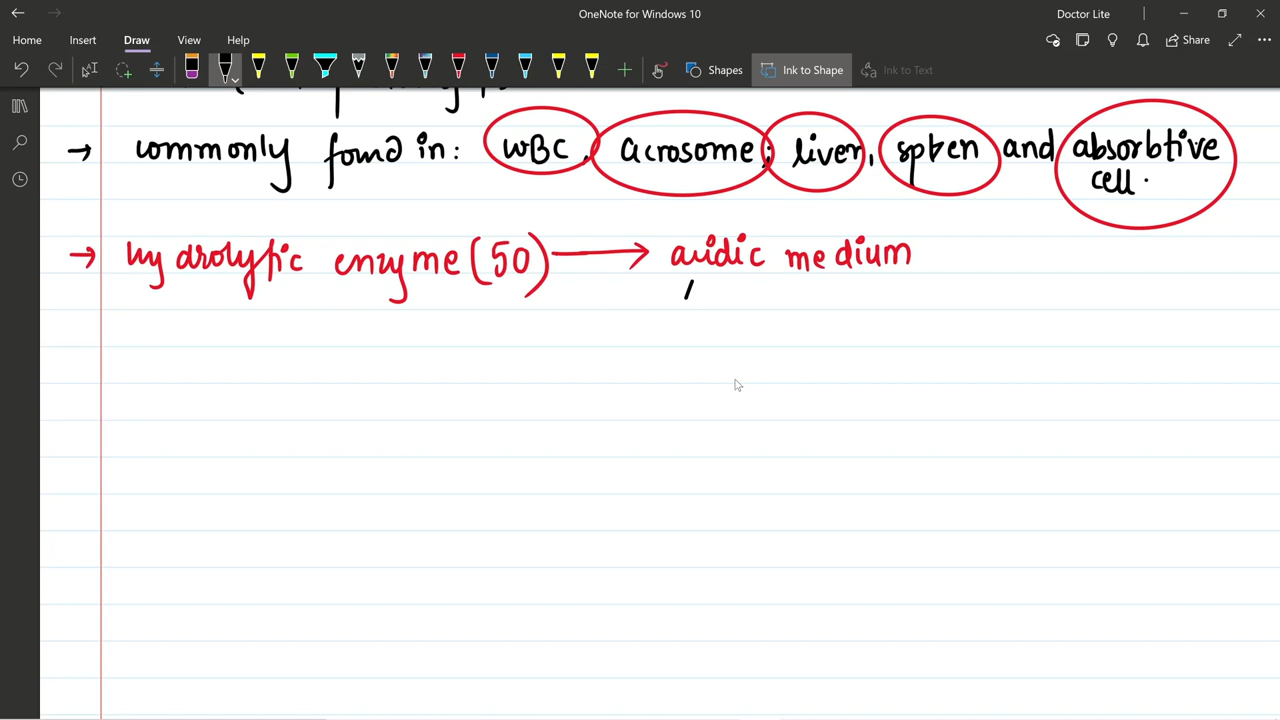 OneNote for Windows 10
Doctor Lite
Home Insert Draw View Help
Share
Shapes Ink to Shape Ink to Text
→ commonly found in: WBC, acrosome, liver, spleen and absorbtive
cell.
→ hydrolytic enzyme (50) → acidic medium